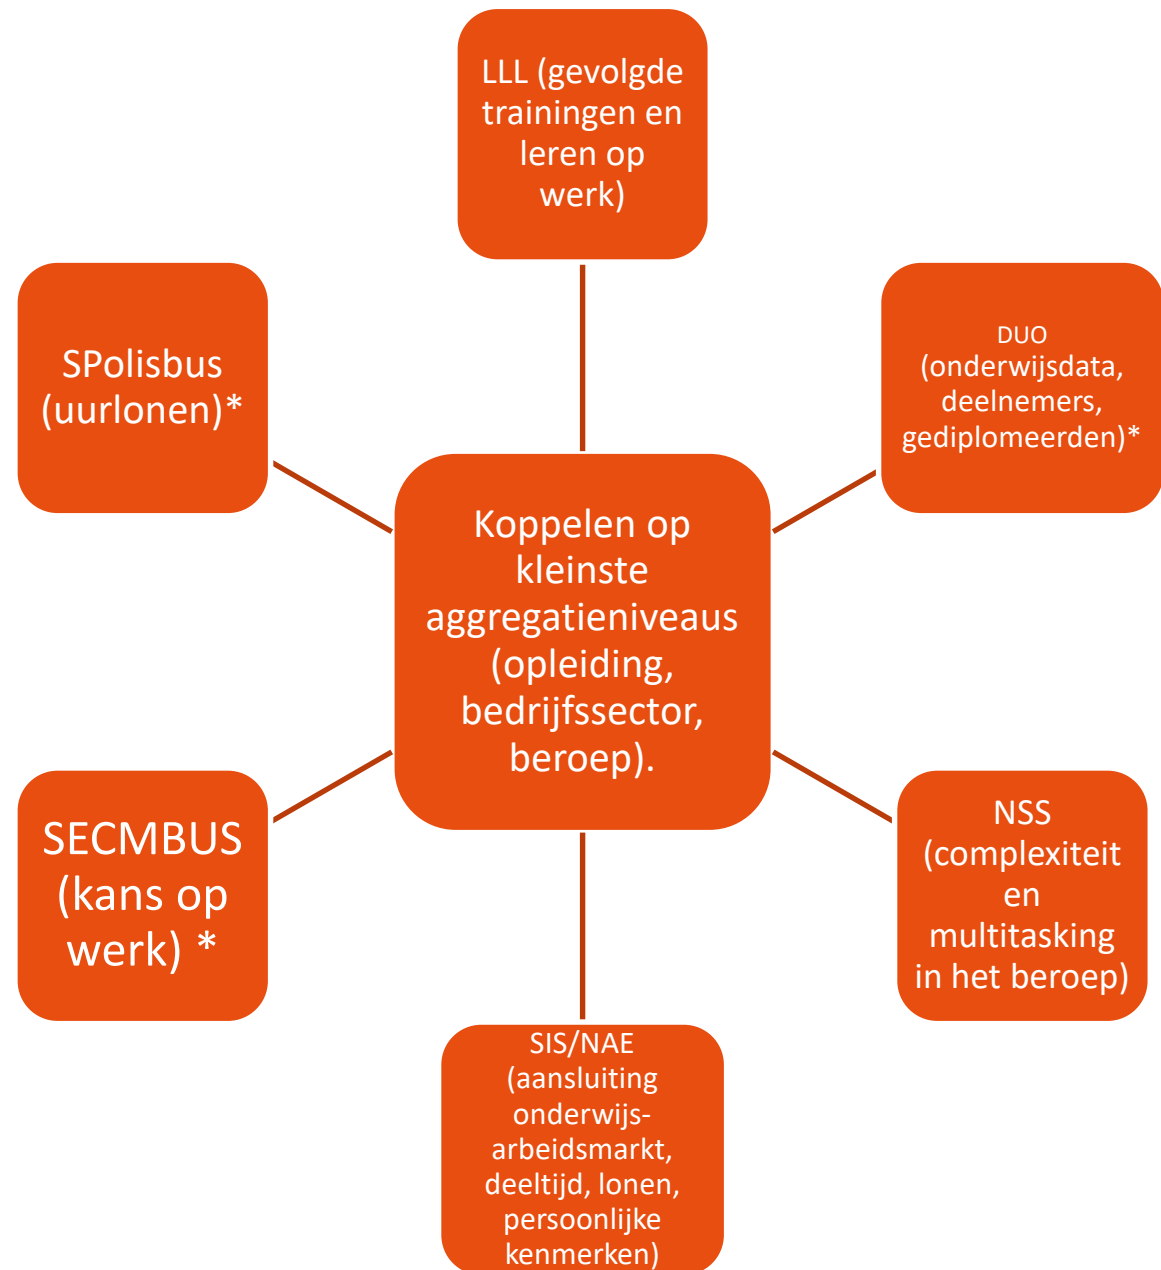 LLL (gevolgde
trainingen en
leren op
werk)
SPolisbus
(uurlonen)*
DUO
(onderwijsdata,
deelnemers,
gediplomeerden)*
Koppelen op
kleinste
aggregatieniveaus
(opleiding,
bedrijfssector,
beroep).
SECMBUS
(kans op
werk) *
NSS
(complexiteit
en
multitasking
in het beroep)
SIS/NAE
(aansluiting
onderwijs-
arbeidsmarkt,
deeltijd, lonen,
persoonlijke
kenmerken)